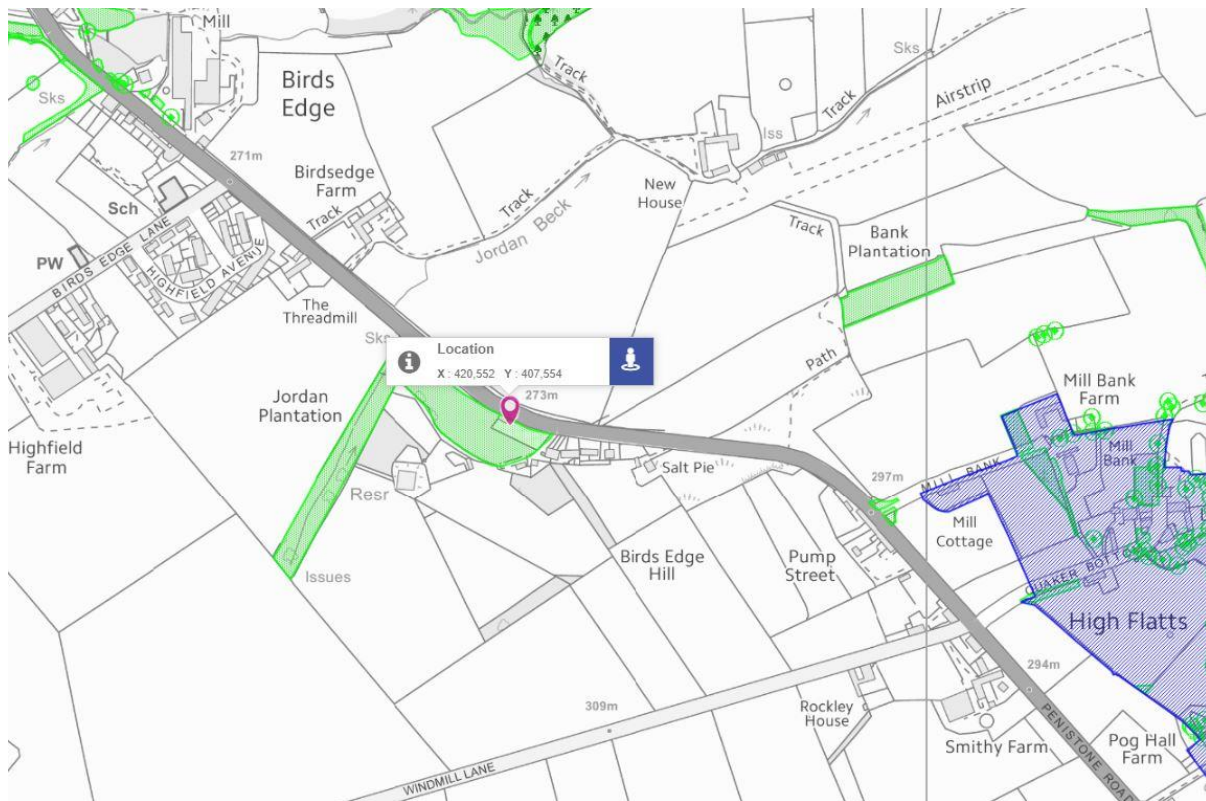 Mill
Sks
Birds
Edge
Sks
Track
Airstrip
Track
Iss
271m
Birdsedge
Farm
Sch
Track
Track
New
House
Jordan Beck
Track
Bank
Plantation
PW
BIRDS EDGE LANE
HIGHFIELD AVENUE
The
Threadmill
Sks
Location
X : 420,552 Y : 407,554
273m
Path
Jordan
Plantation
Mill Bank
Farm
Mill
Bank
Highfield
Farm
Salt Pie
Resr
297m
MILL BANK
Mill
Cottage
Birds Edge
Hill
Pump
Street
QUAKER BOTTOM
Issues
High Flatts
294m
309m
Rockley
House
PENISTONE ROAD
Smithy Farm
Pog Hall
Farm
WINDMILL LANE